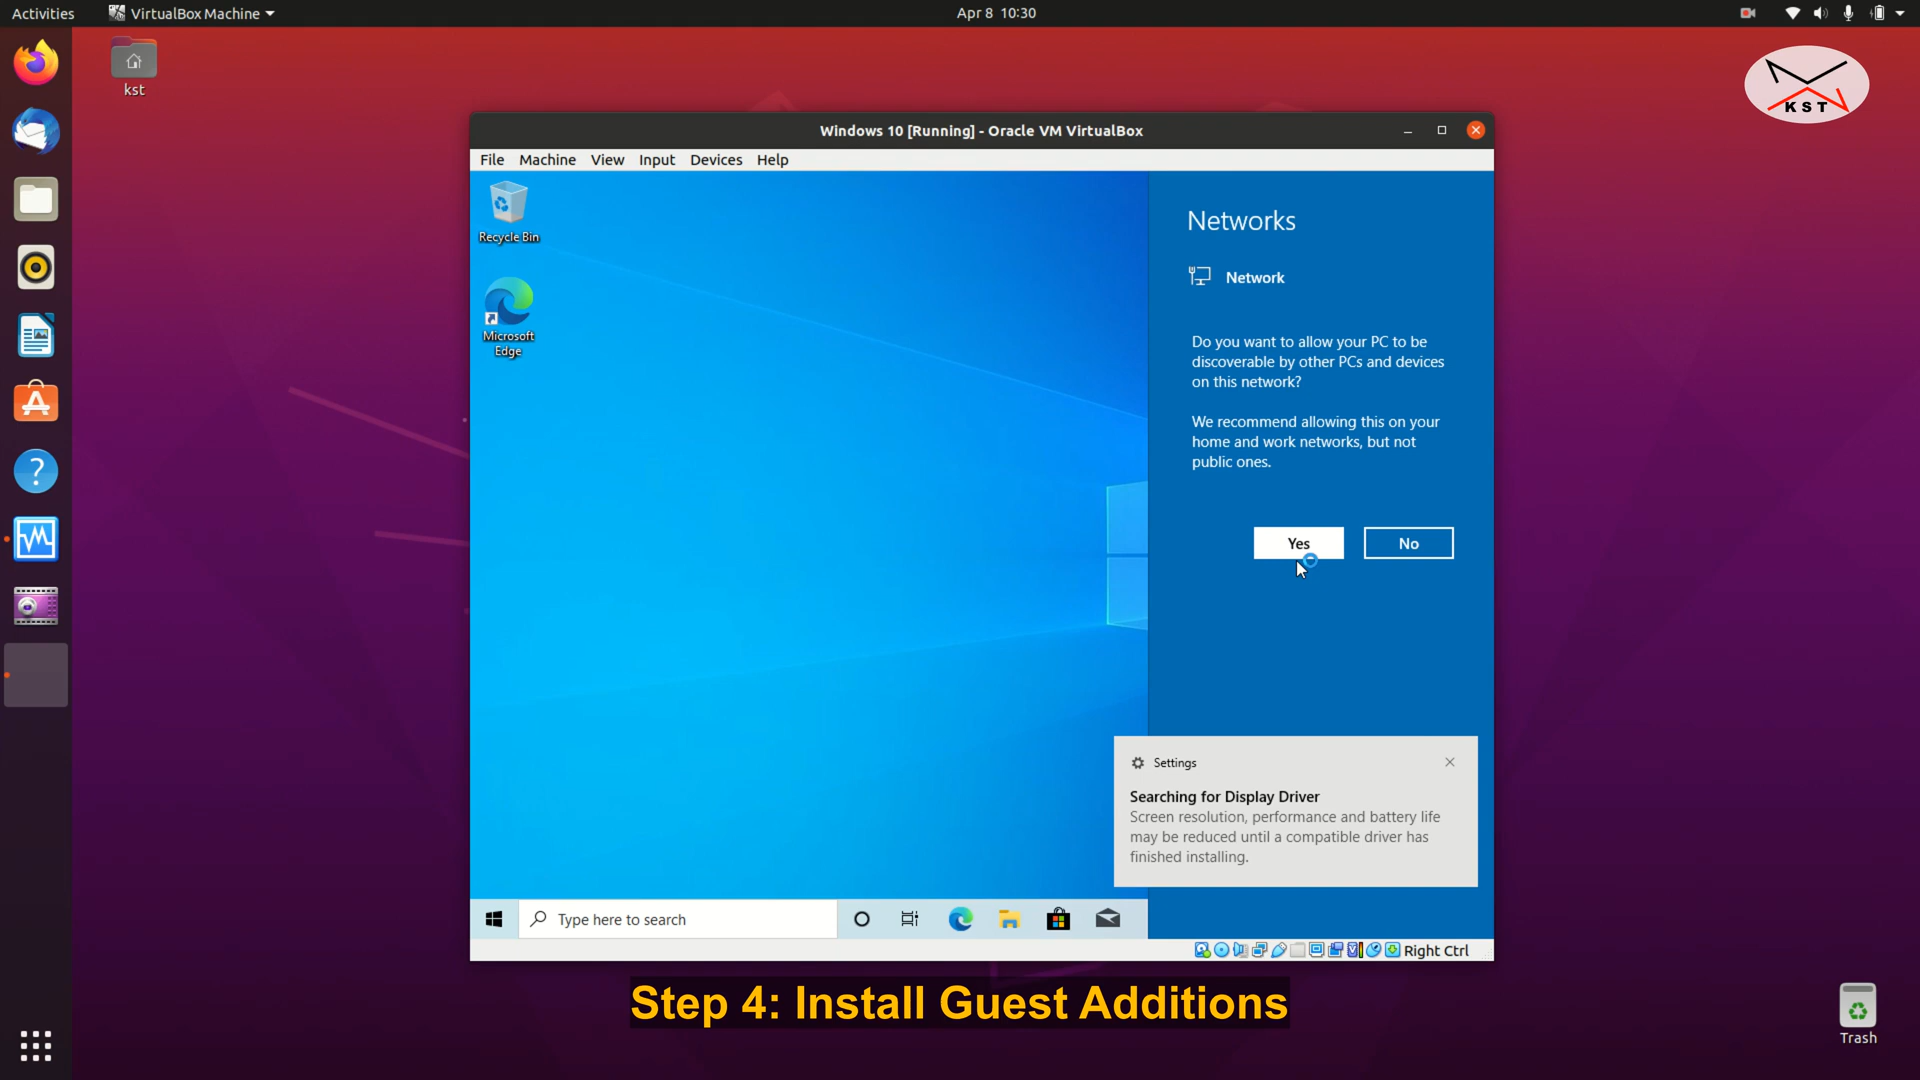 Activities
VirtualBox Machine
Apr 8 10:30
kst
KST
Windows 10 [Running] - Oracle VM VirtualBox
File Machine View Input Devices Help
Recycle Bin
Microsoft
Edge
Networks
Network
Do you want to allow your PC to be
discoverable by other PCs and devices
on this network?
We recommend allowing this on your
home and work networks, but not
public ones.
Yes
No
Settings
Searching for Display Driver
Screen resolution, performance and battery life
may be reduced until a compatible driver has
finished installing.
Type here to search
Right Ctrl
Step 4: Install Guest Additions
Trash